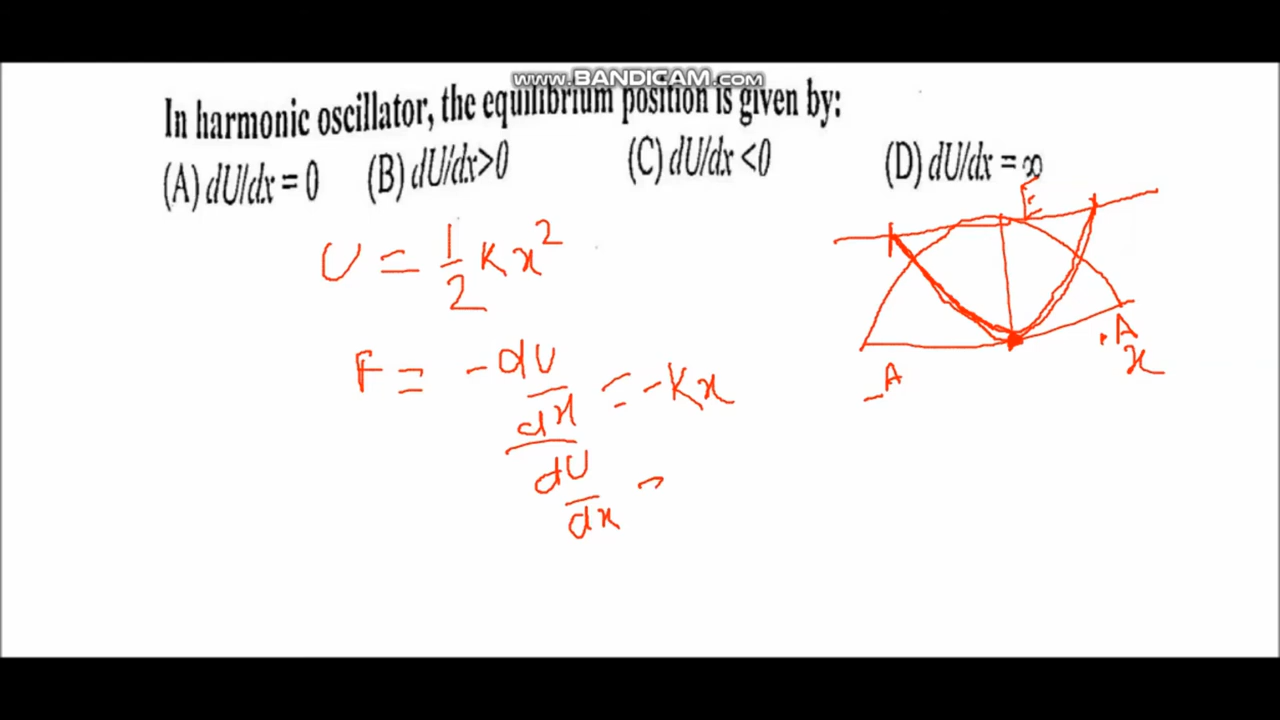 www.BANDICAM.com
In harmonic oscillator, the equilibrium position is given by:
(A) dU/dx = 0 (B) dU/dx>0 (C) dU/dx <0 (D) dU/dx = ∞
E
U = 1/2 Kx²
F = -dU/dx = -Kx
-A
A
x
dU/dx =